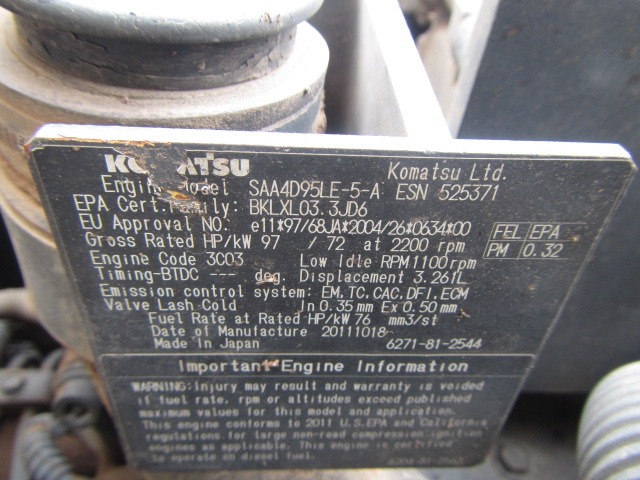 KOMATSU Komatsu Ltd.
Engine Model SAA4D95LE-5-A ESN 525371
EPA Cert.Family: BKLXL03.3JD6
EU Approval NO: e11*97/68JA*2004/26*0634*00
Gross Rated HP/kW 97 / 72 at 2200 rpm
FEL EPA
PM 0.32
Engine Code 3C03 Low Idle RPM1100rpm
Timing-BTDC --- deg. Displacement 3.261L
Emission control system: EM,TC,CAC,DFI,ECM
Valve Lash Cold In 0.35mm Ex 0.50mm
Fuel Rate at Rated HP/kW 76 mm3/st
Date of Manufacture 20111018
Made In Japan 6271-81-2544
Important Engine Information
WARNING:Injury may result and warranty is voided
if fuel rate, rpm or altitudes exceed published
maximum values for this model and application.
This engine conforms to 2011 U.S.EPA and California
regulations for large non-road compression ignition
engines as applicable. This engine is certified
to operate on diesel fuel.